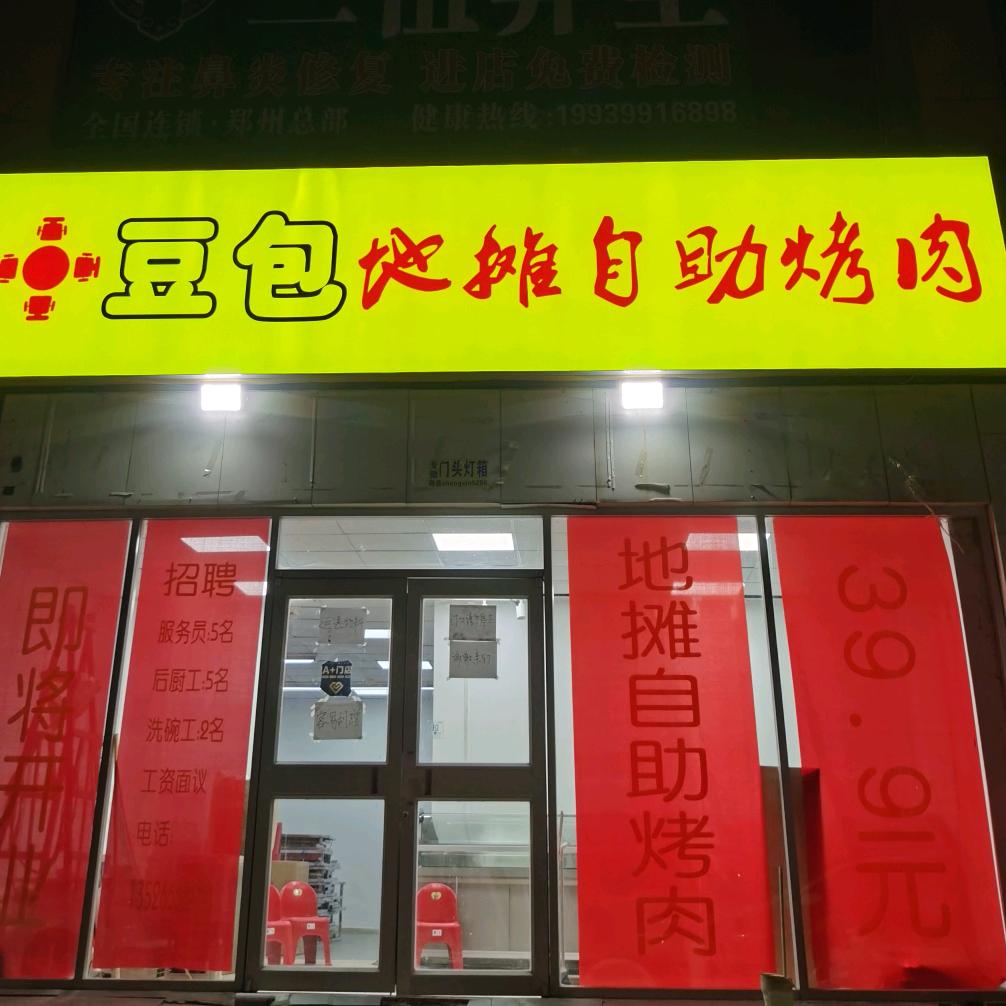 专注鼻炎修复 进店免费检测
全国连锁·郑州总部 健康热线:19939916898
豆包地摊自助烤肉
门头灯箱
即将开业
招聘
服务员:5名
后厨工:5名
洗碗工:2名
工资面议
电话
A+门店
地摊自助烤肉
39.9元